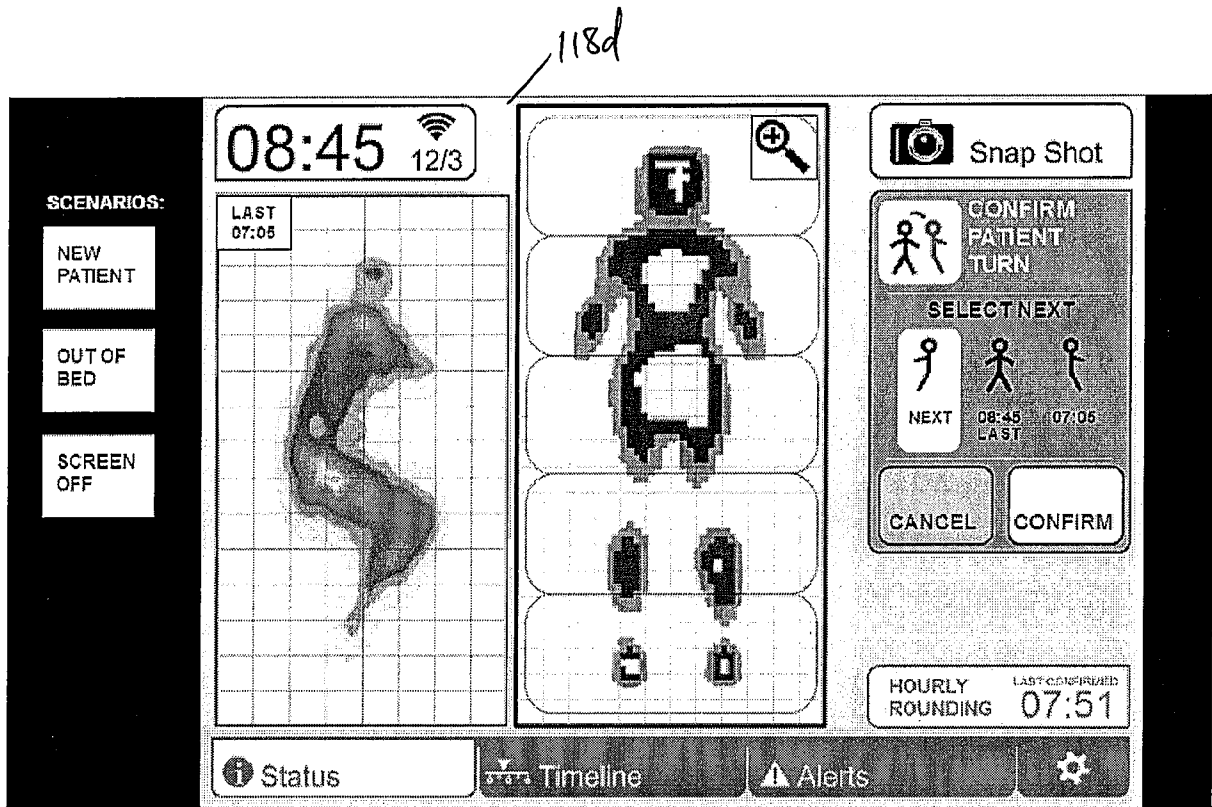 118d
SCENARIOS:
NEW
PATIENT
OUT OF
BED
SCREEN
OFF
08:45
12/3
LAST
07:05
Snap Shot
CONFIRM
PATIENT
TURN
SELECT NEXT
NEXT
08:45
LAST
07:05
CANCEL
CONFIRM
HOURLY
ROUNDING
LAST CONFIRMED
07:51
Status
Timeline
Alerts